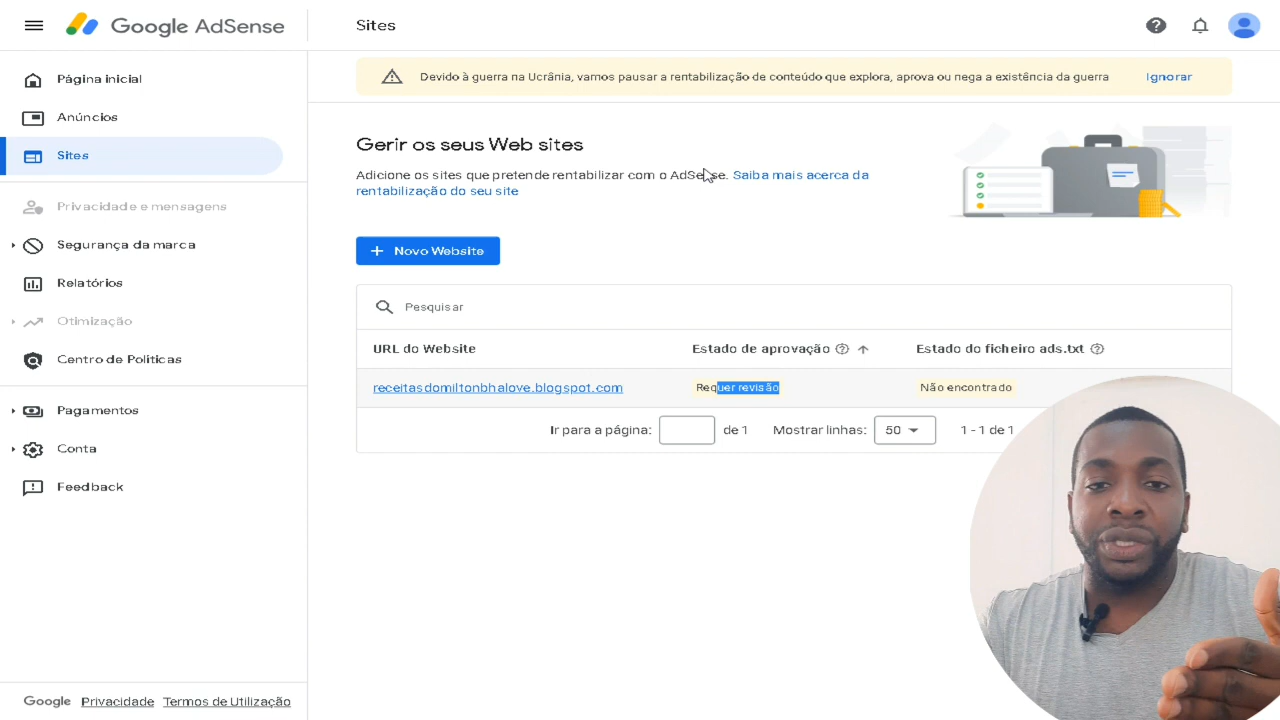 Google AdSense
Sites
Página inicial
Anúncios
Sites
Privacidade e mensagens
Segurança da marca
Relatórios
Otimização
Centro de Políticas
Pagamentos
Conta
Feedback
Google Privacidade Termos de Utilização
Devido à guerra na Ucrânia, vamos pausar a rentabilização de conteúdo que explora, aprova ou nega a existência da guerra Ignorar
Gerir os seus Web sites
Adicione os sites que pretende rentabilizar com o AdSense. Saiba mais acerca da
rentabilização do seu site
+ Novo Website
Pesquisar
URL do Website Estado de aprovação Estado do ficheiro ads.txt
receitasdomiltonbhalove.blogspot.com Requer revisão Não encontrado
Ir para a página: de 1 Mostrar linhas: 50 1 - 1 de 1